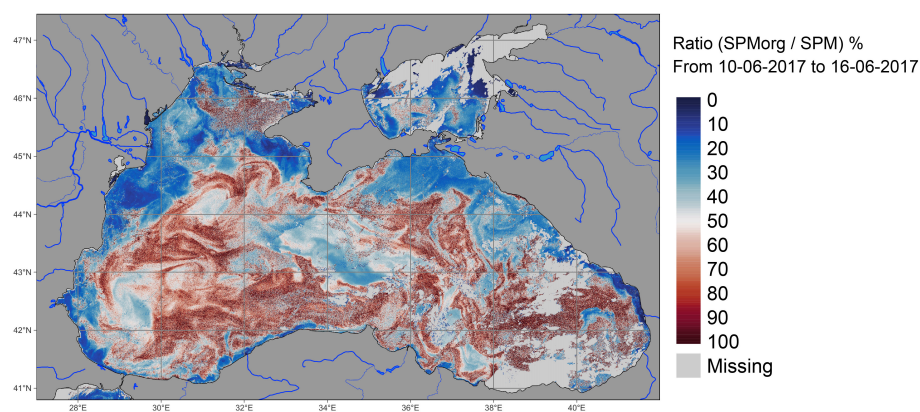 Ratio (SPMorg / SPM) %
From 10-06-2017 to 16-06-2017
0
10
20
30
40
50
60
70
80
90
100
Missing
47°N
46°N
45°N
44°N
43°N
42°N
41°N
28°E 30°E 32°E 34°E 36°E 38°E 40°E